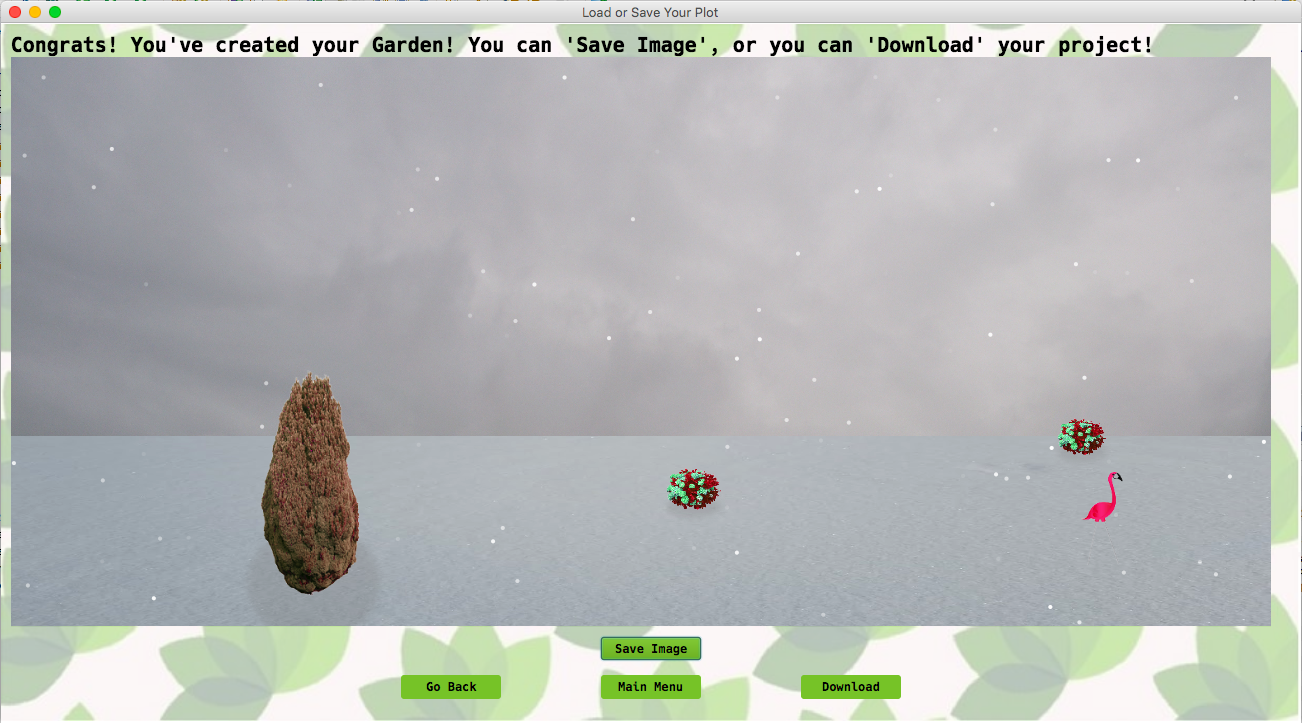 Load or Save Your Plot
Congrats! You've created your Garden! You can 'Save Image', or you can 'Download' your project!
Save Image
Go Back
Main Menu
Download